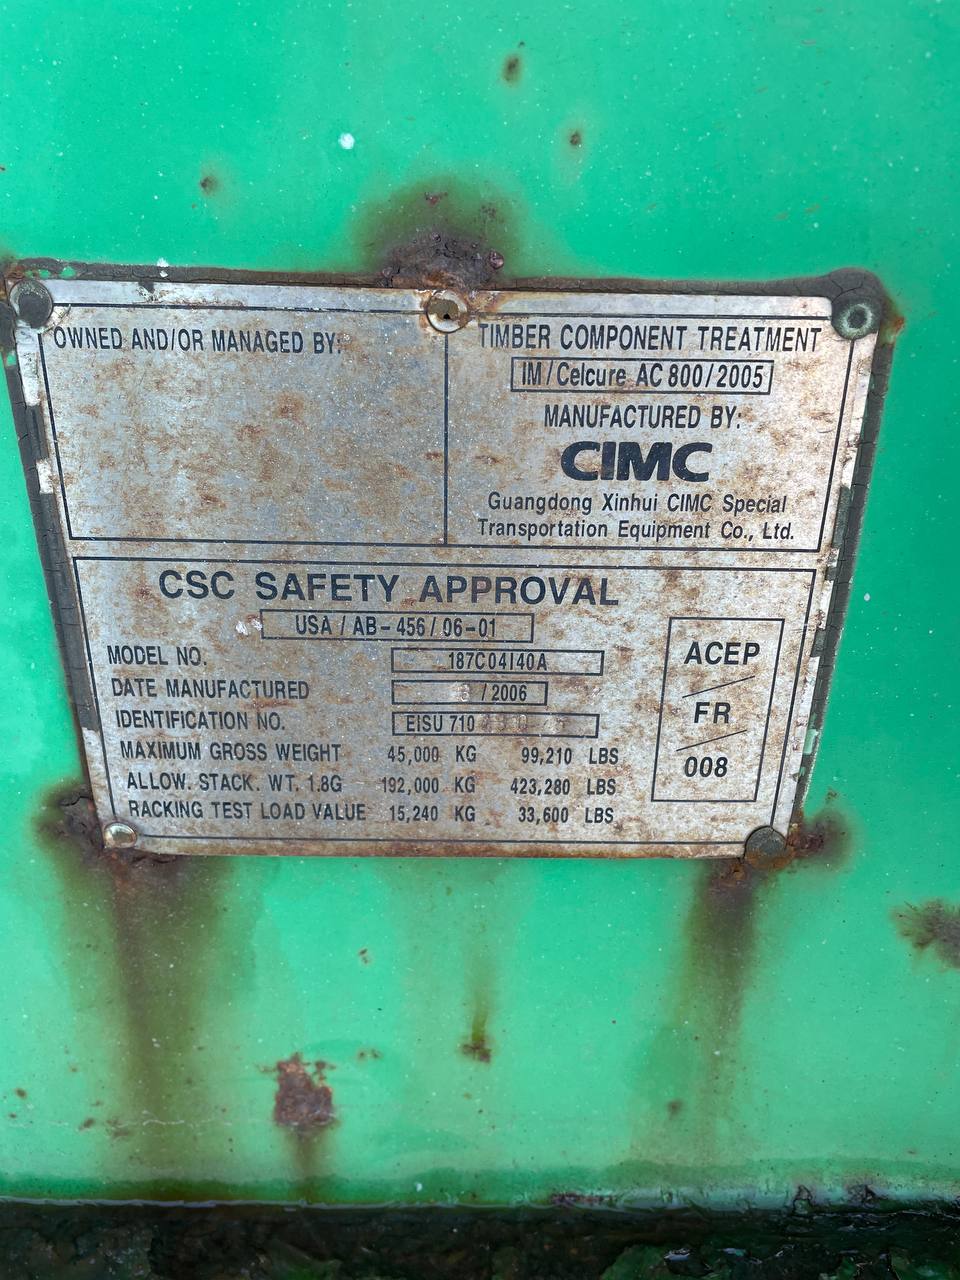 OWNED AND/OR MANAGED BY:
TIMBER COMPONENT TREATMENT
IM/Celcure AC 800/2005
MANUFACTURED BY:
CIMC
Guangdong Xinhui CIMC Special
Transportation Equipment Co., Ltd.
CSC SAFETY APPROVAL
USA/AB-456/06-01
MODEL NO. 187C04I40A
DATE MANUFACTURED /2006
IDENTIFICATION NO. EISU 710
MAXIMUM GROSS WEIGHT 45,000 KG 99,210 LBS
ALLOW. STACK. WT. 1.8G 192,000 KG 423,280 LBS
RACKING TEST LOAD VALUE 15,240 KG 33,600 LBS
ACEP
/
FR
/
008